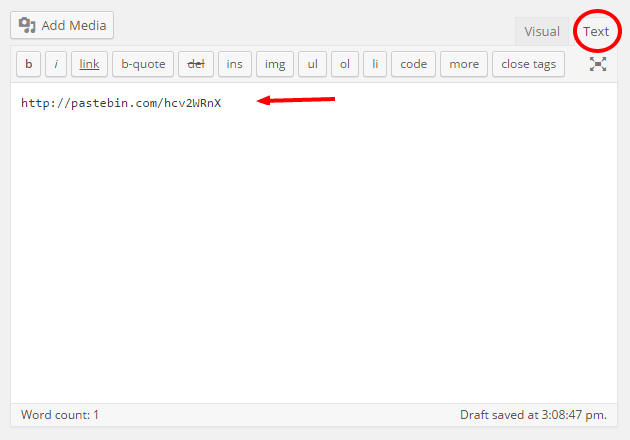 Add Media
Visual Text
b i link b-quote del ins img ul ol li code more close tags
http://pastebin.com/hcv2WRnX
Word count: 1 Draft saved at 3:08:47 pm.